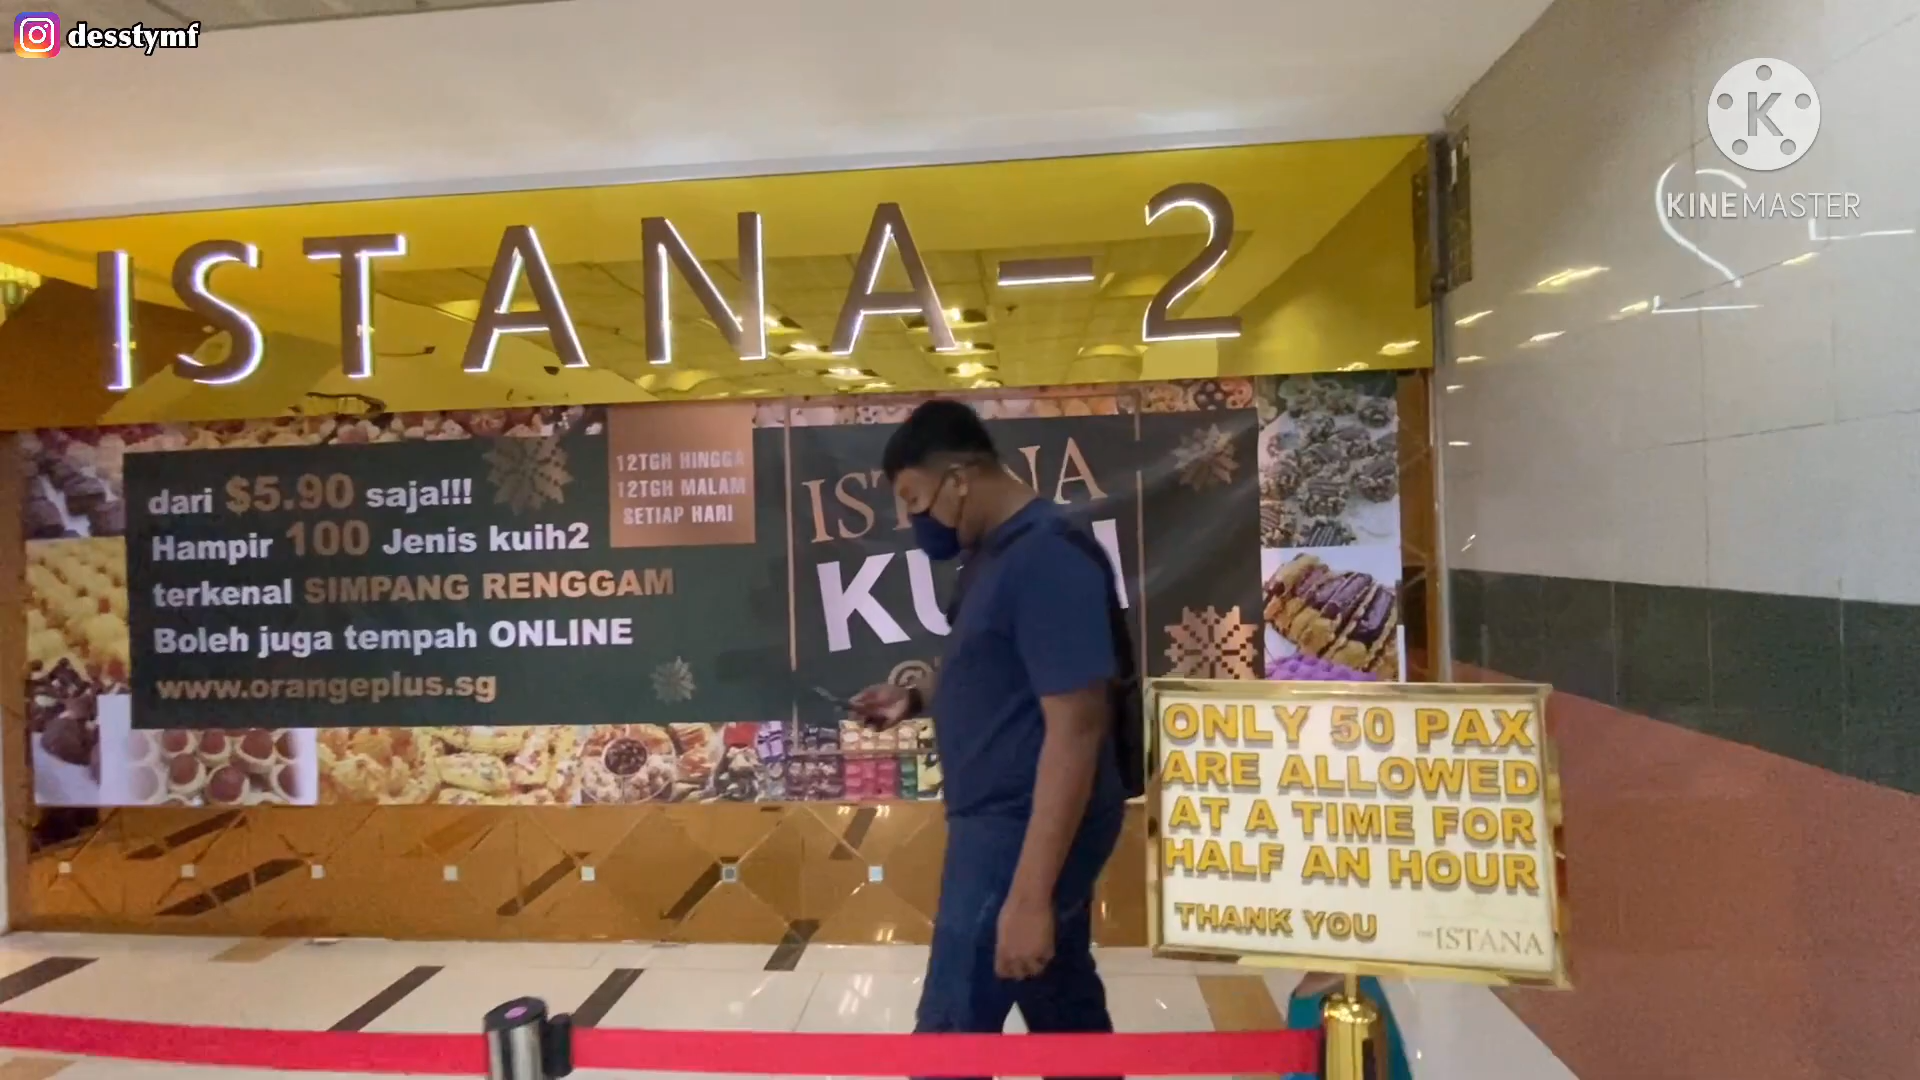 desstymf
K
KINEMASTER
ISTANA-2
dari $5.90 saja!!!
Hampir 100 Jenis kuih2
terkenal SIMPANG RENGGAM
Boleh juga tempah ONLINE
www.orangeplus.sg
12TGH HINGGA
12TGH MALAM
SETIAP HARI
ONLY 50 PAX
ARE ALLOWED
AT A TIME FOR
HALF AN HOUR
THANK YOU
THE ISTANA